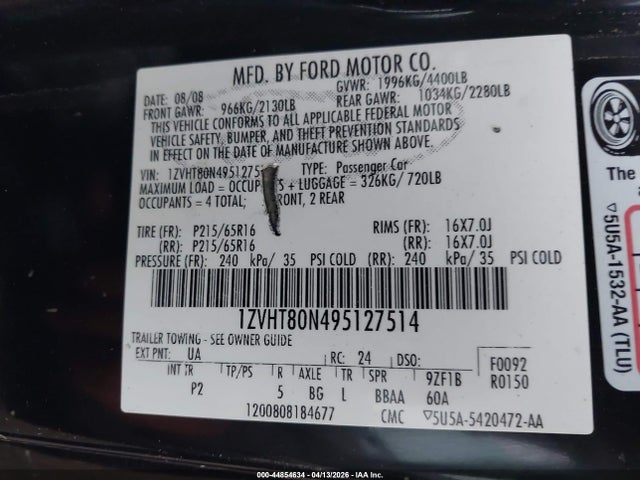 MFD. BY FORD MOTOR CO.
DATE: 08/08 GVWR: 1996KG/4400LB
FRONT GAWR: 966KG/2130LB REAR GAWR: 1034KG/2280LB
THIS VEHICLE CONFORMS TO ALL APPLICABLE FEDERAL MOTOR
VEHICLE SAFETY, BUMPER, AND THEFT PREVENTION STANDARDS
IN EFFECT ON THE DATE OF MANUFACTURE SHOWN ABOVE.
VIN: 1ZVHT80N49512751 TYPE: Passenger Car
MAXIMUM LOAD = OCCUP S + LUGGAGE = 326KG/720LB
OCCUPANTS = 4 TOTAL; RONT, 2 REAR
TIRE (FR): P215/65R16 RIMS (FR): 16X7.0J
(RR): P215/65R16 (RR): 16X7.0J
PRESSURE (FR): 240 kPa/ 35 PSI COLD (RR): 240 kPa/ 35 PSI COLD
1ZVHT80N495127514
TRAILER TOWING - SEE OWNER GUIDE
EXT PNT: UA RC: 24 DSO: F0092
INT TR TP/PS R AXLE TR SPR 9ZF1B R0150
P2 5 BG L BBAA 60A
1200808184677 CMC ▽5U5A-5420472-AA
The
▽5U5A-1532-AA (TLU)
000-44854634 - 04/13/2026 - IAA Inc.